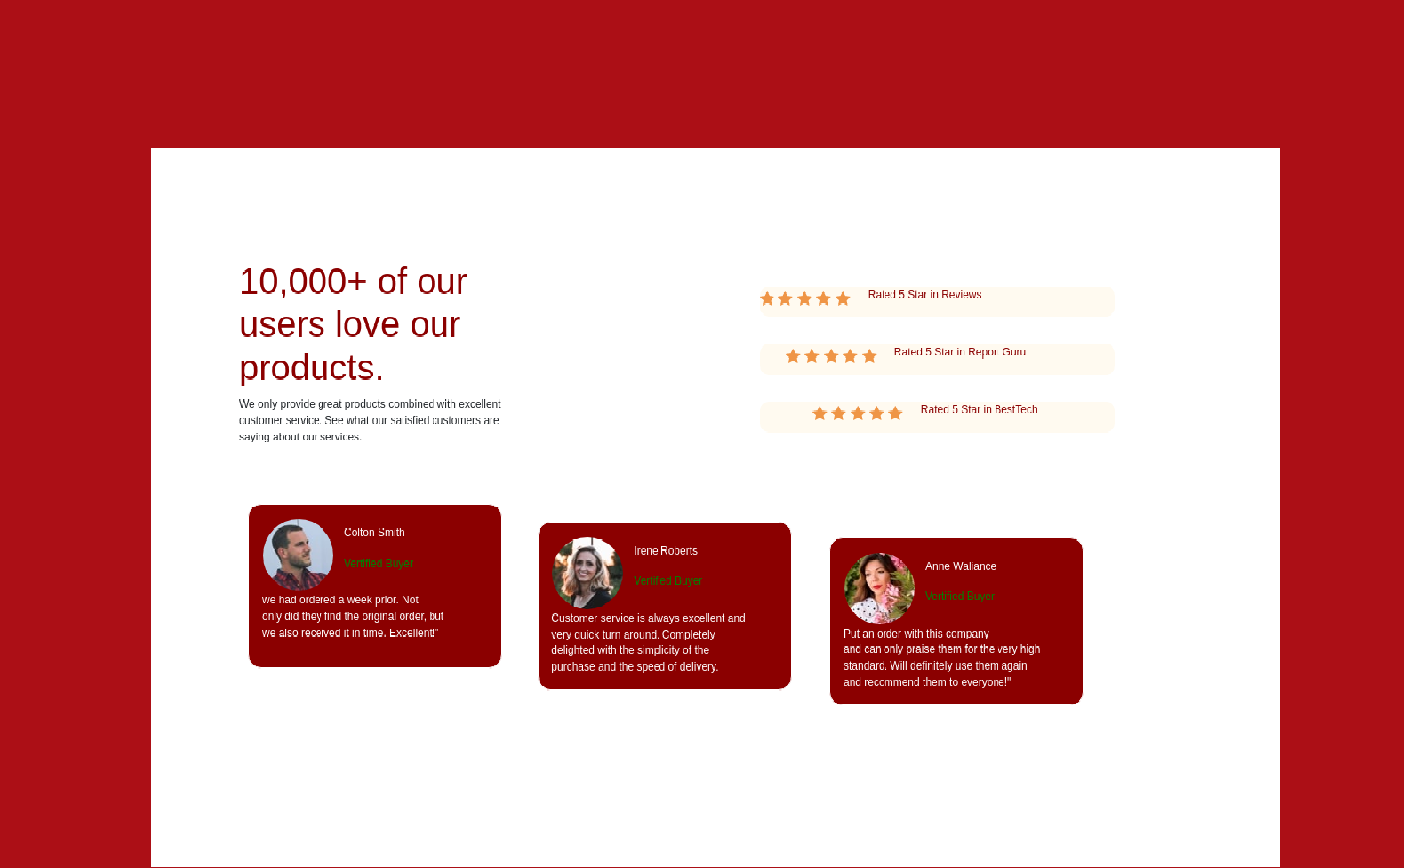 10,000+ of our
users love our
products.
We only provide great products combined with excellent
customer service. See what our satisfied customers are
saying about our services.
Rated 5 Star in Reviews
Rated 5 Star in Report Guru
Rated 5 Star in BestTech
Colton Smith
Verified Buyer
we had ordered a week prior. Not
only did they find the original order, but
we also received it in time. Excellent!"
Irene Roberts
Verified Buyer
Customer service is always excellent and
very quick turn around. Completely
delighted with the simplicity of the
purchase and the speed of delivery.
Anne Wallance
Verified Buyer
Put an order with this company
and can only praise them for the very high
standard. Will definitely use them again
and recommend them to everyone!"